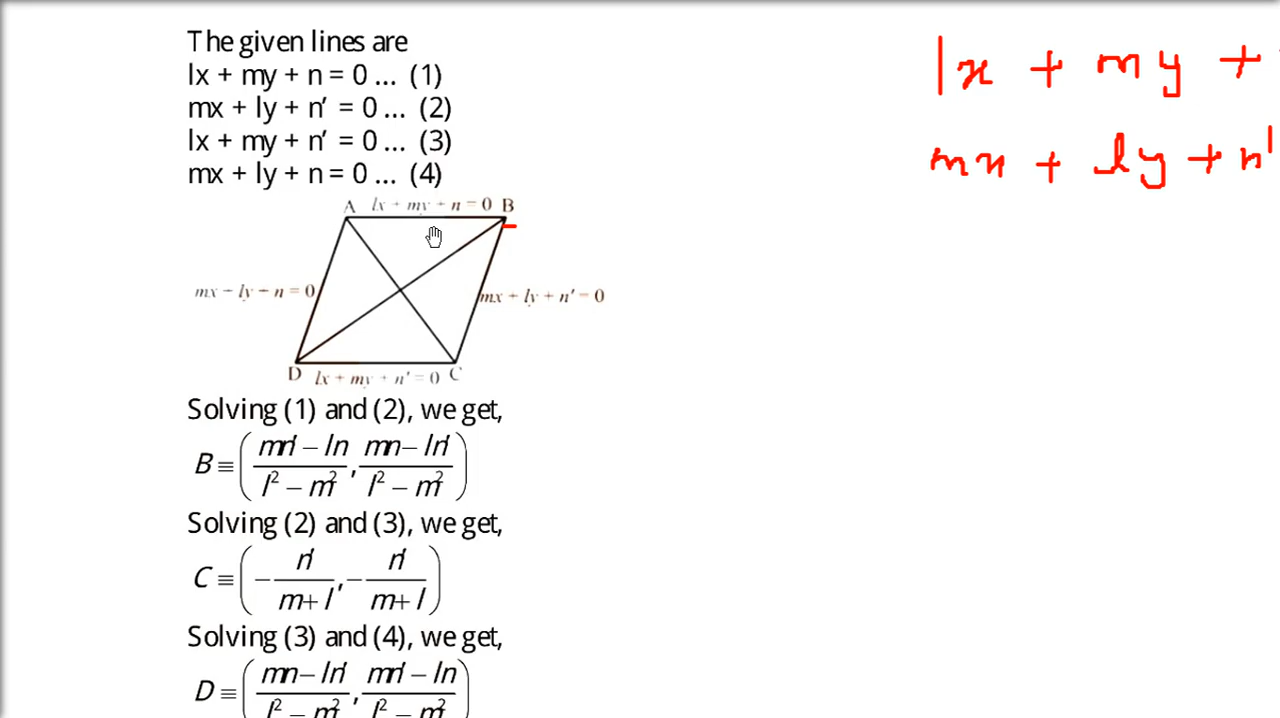 The given lines are
lx + my + n = 0 ... (1)
mx + ly + n′ = 0 ... (2)
lx + my + n′ = 0 ... (3)
mx + ly + n = 0 ... (4)
A lx + my + n = 0 B
mx − ly − n = 0
mx + ly + n′ − 0
D lx + my + n′ = 0 C
Solving (1) and (2), we get,
B ≡ ( mn′ − ln / l² − m² , mn − ln′ / l² − m² )
Solving (2) and (3), we get,
C ≡ ( − n′ / m + l , − n′ / m + l )
Solving (3) and (4), we get,
D ≡ ( mn − ln′ / l² − m² , mn′ − ln / l² − m² )
lx + my +
mx + ly + n'